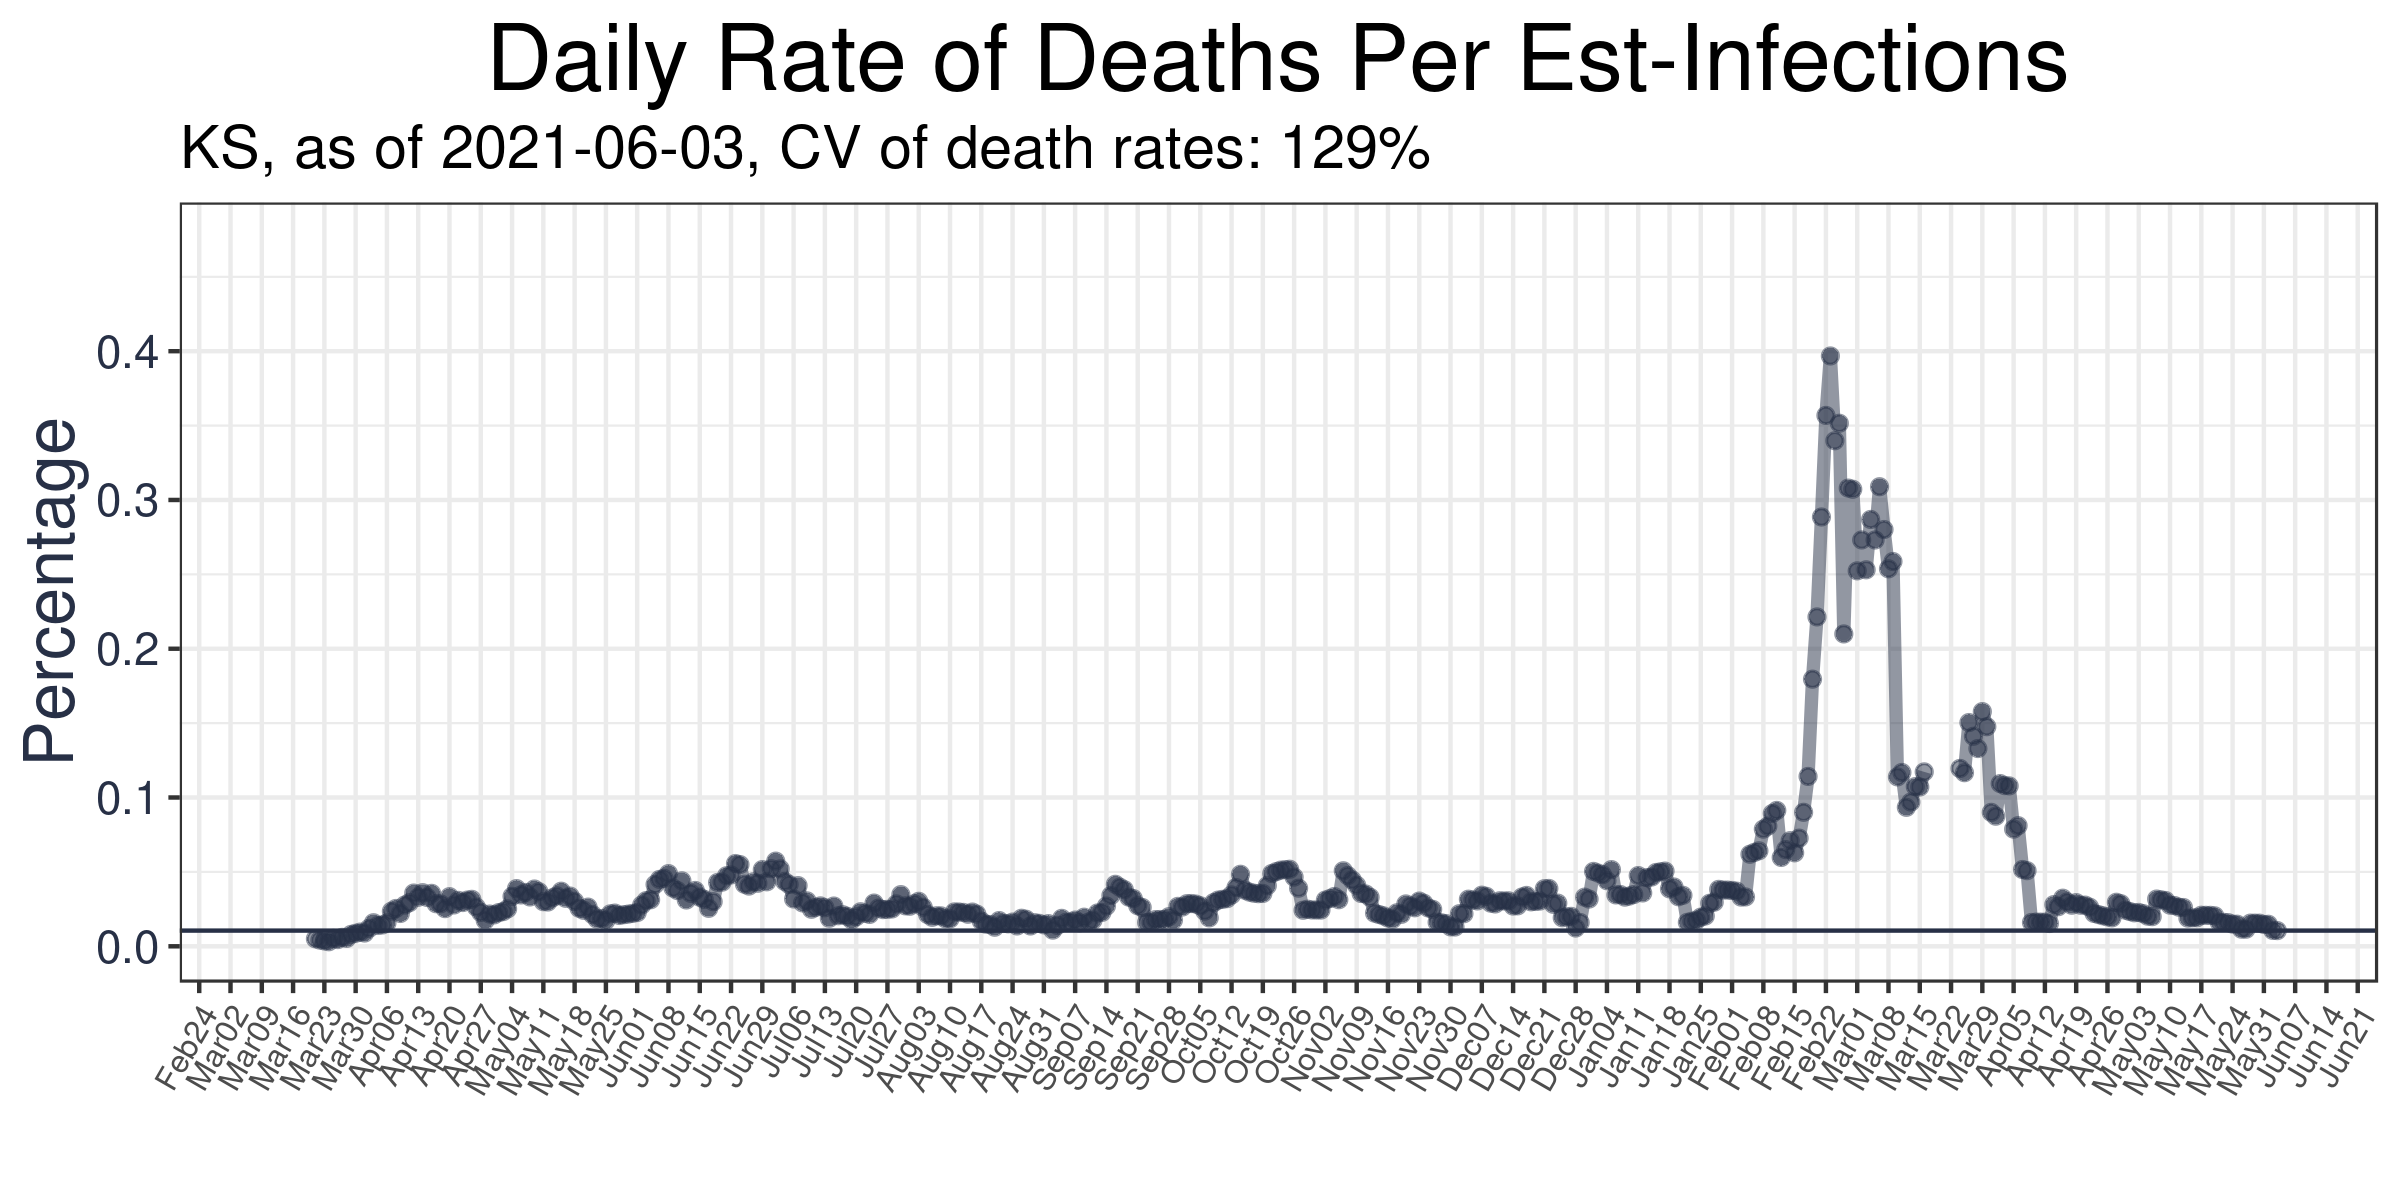 Daily Rate of Deaths Per Est-Infections
KS, as of 2021-06-03, CV of death rates: 129%
Percentage
0.4
0.3
0.2
0.1
0.0
Feb24
Mar02
Mar09
Mar16
Mar23
Mar30
Apr06
Apr13
Apr20
Apr27
May04
May11
May18
May25
Jun01
Jun08
Jun15
Jun22
Jun29
Jul06
Jul13
Jul20
Jul27
Aug03
Aug10
Aug17
Aug24
Aug31
Sep07
Sep14
Sep21
Sep28
Oct05
Oct12
Oct19
Oct26
Nov02
Nov09
Nov16
Nov23
Nov30
Dec07
Dec14
Dec21
Dec28
Jan04
Jan11
Jan18
Jan25
Feb01
Feb08
Feb15
Feb22
Mar01
Mar08
Mar15
Mar22
Mar29
Apr05
Apr12
Apr19
Apr26
May03
May10
May17
May24
May31
Jun07
Jun14
Jun21